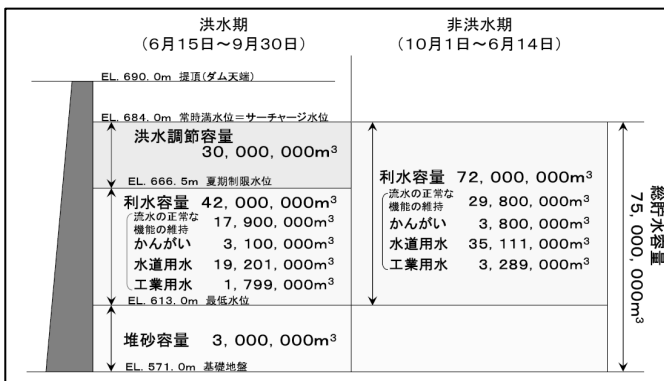 洪水期
(6月15日～9月30日)
非洪水期
(10月1日～6月14日)
EL. 690. 0m 提頂(ダム天端)
EL. 684. 0m 常時満水位＝サーチャージ水位
洪水調節容量
30, 000, 000m³
EL. 666. 5m 夏期制限水位
利水容量 42, 000, 000m³
流水の正常な
機能の維持 17, 900, 000m³
かんがい 3, 100, 000m³
水道用水 19, 201, 000m³
工業用水 1, 799, 000m³
EL. 613. 0m 最低水位
堆砂容量 3, 000, 000m³
EL. 571. 0m 基礎地盤
利水容量 72, 000, 000m³
流水の正常な
機能の維持 29, 800, 000m³
かんがい 3, 800, 000m³
水道用水 35, 111, 000m³
工業用水 3, 289, 000m³
総貯水容量
75, 000, 000m³